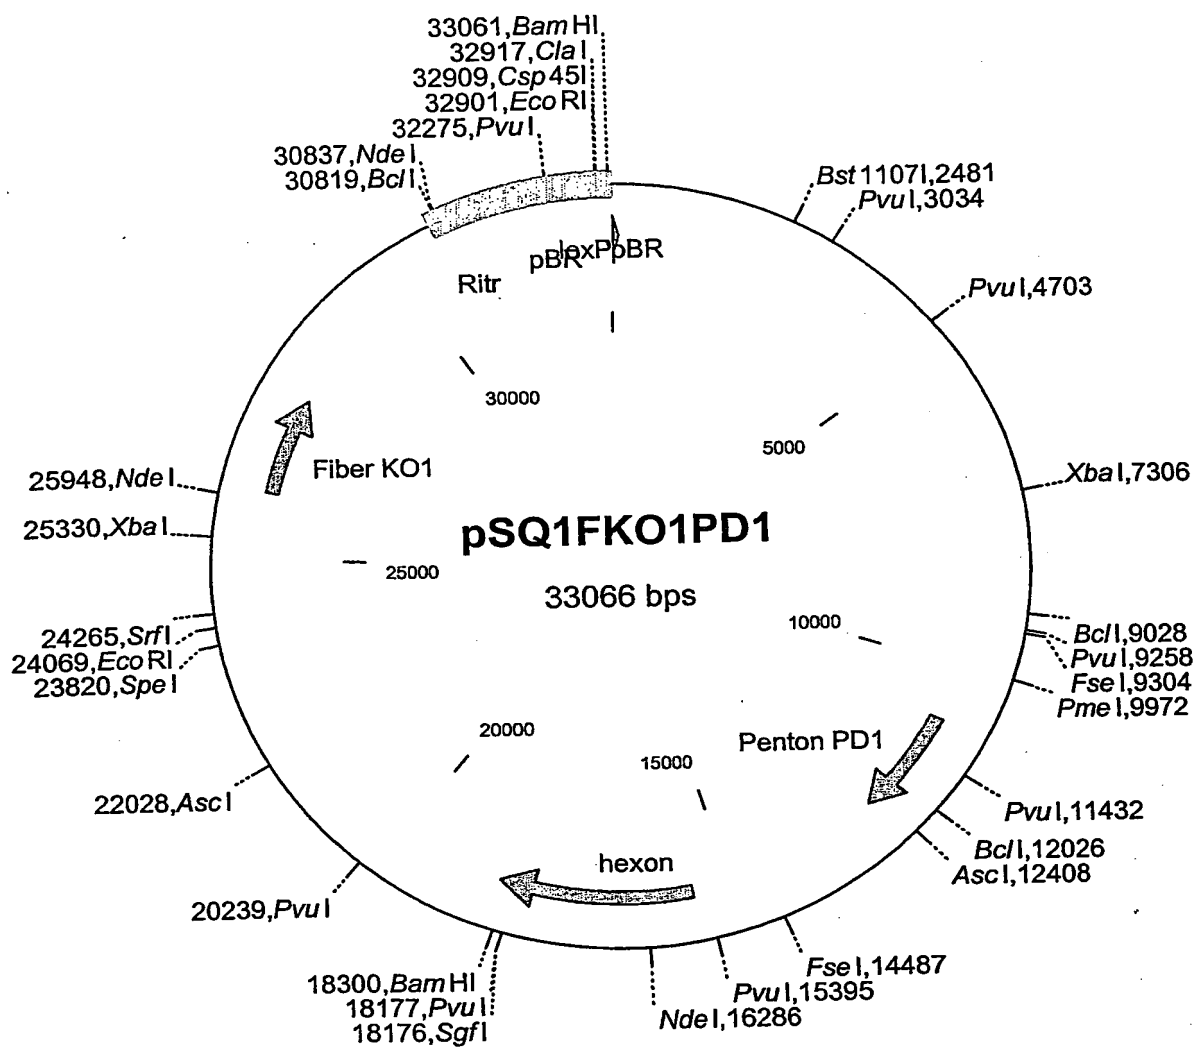 33061,BamHI
32917,ClaI
32909,Csp45I
32901,EcoRI
32275,PvuI
30837,NdeI
30819,BclI
Bst1107I,2481
PvuI,3034
PvuI,4703
loxP
pBR
pBR
Ritr
30000
5000
XbaI,7306
Fiber KO1
25948,NdeI
25330,XbaI
pSQ1FKO1PD1
33066 bps
25000
10000
24265,SrfI
24069,EcoRI
23820,SpeI
BclI,9028
PvuI,9258
FseI,9304
PmeI,9972
20000
15000
Penton PD1
22028,AscI
PvuI,11432
BclI,12026
AscI,12408
hexon
20239,PvuI
18300,BamHI
18177,PvuI
18176,SgfI
FseI,14487
PvuI,15395
NdeI,16286